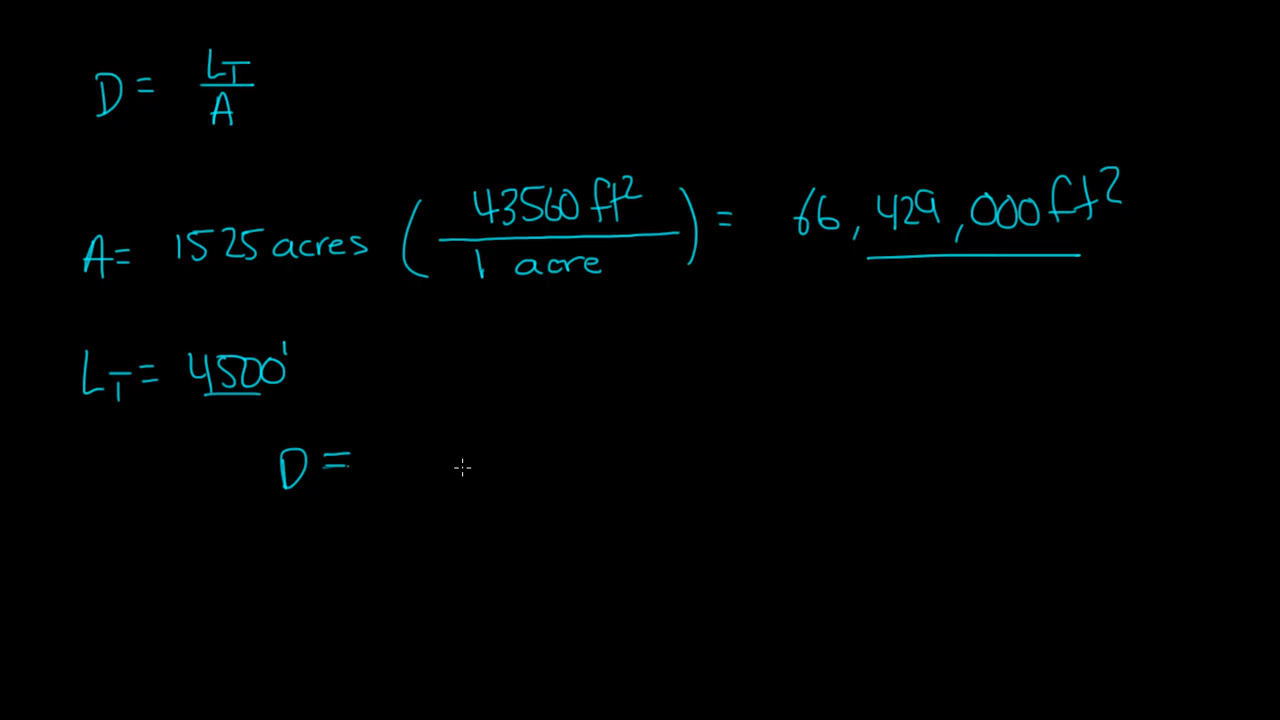 D = L_T / A
A = 1525 acres ( 43560 ft² / 1 acre ) = 66,429,000 ft²
L_T = 4500'
D =